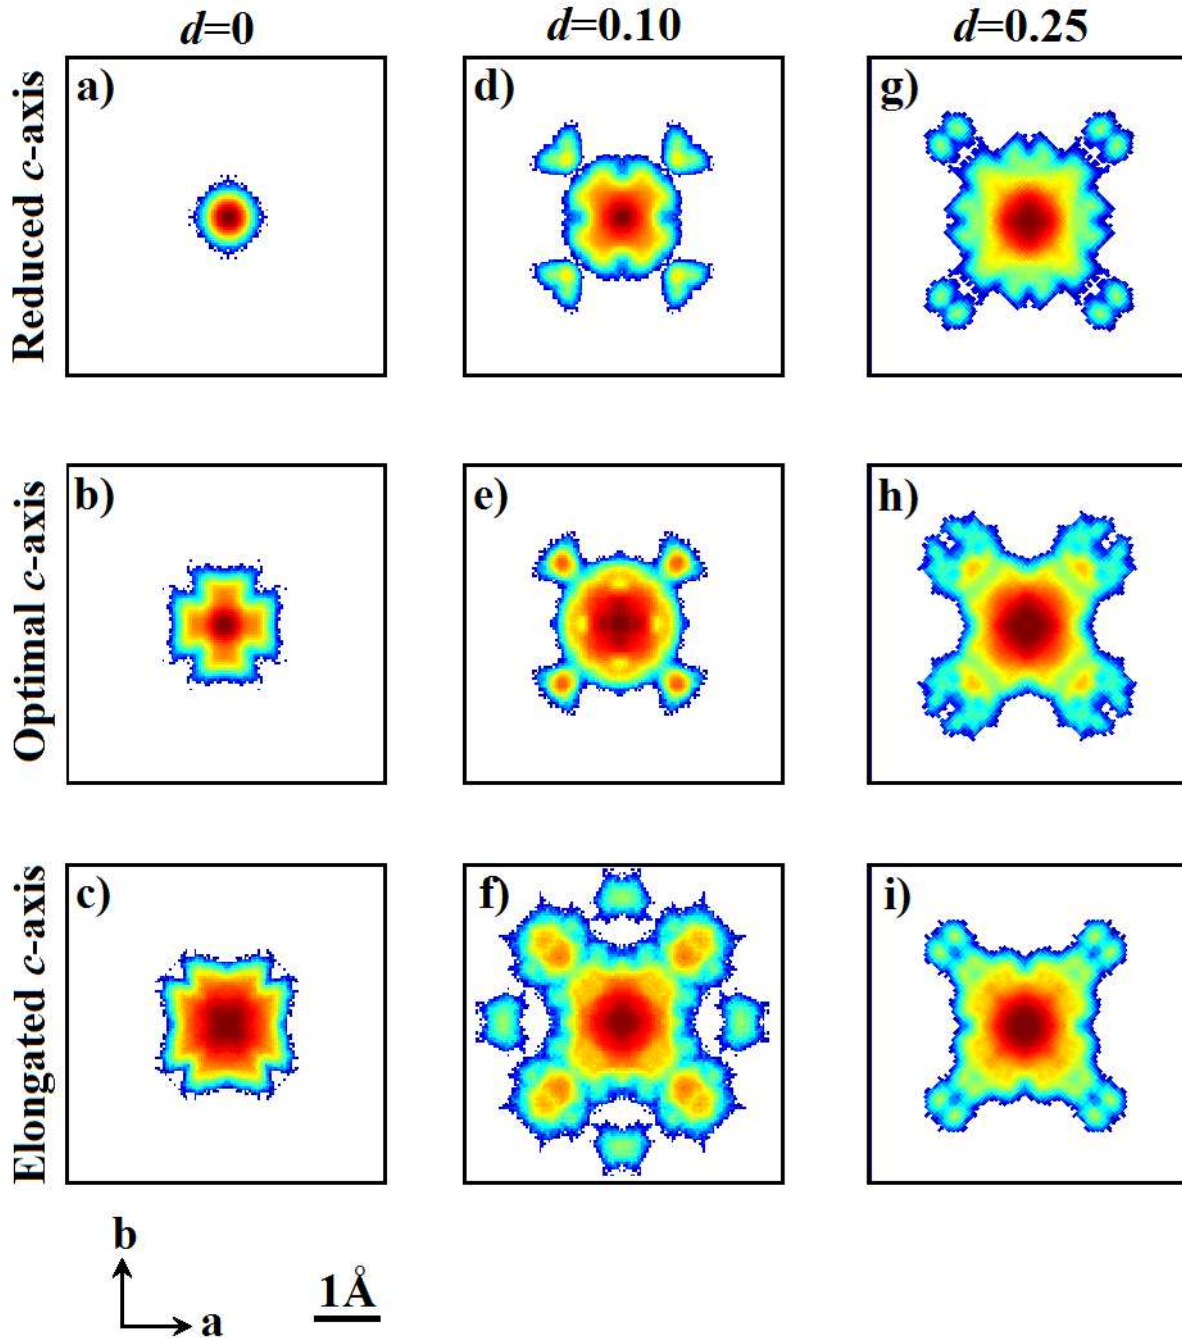 d=0 d=0.10 d=0.25
Reduced c-axis
a) d) g)
Optimal c-axis
b) e) h)
Elongated c-axis
c) f) i)
b
a
1Å